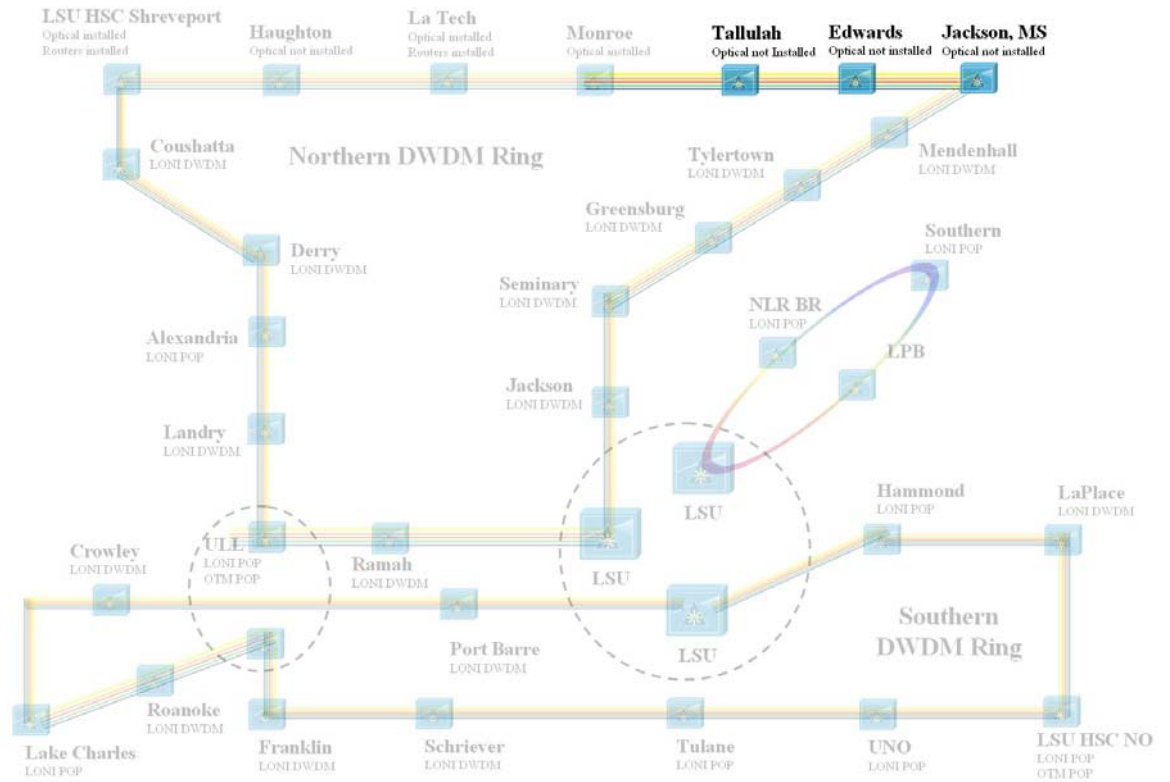 LSU HSC Shreveport
Optical installed
Routers installed
Haughton
Optical not installed
La Tech
Optical installed
Routers installed
Monroe
Optical not installed
Tallulah
Optical not Installed
Edwards
Optical not installed
Jackson, MS
Optical not installed
Coushatta
LONI DWDM
Northern DWDM Ring
Tylertown
LONI DWDM
Mendenhall
LONI DWDM
Greensburg
LONI DWDM
Derry
LONI DWDM
Southern
LONI POP
Seminary
LONI DWDM
NLR BR
LONI POP
Alexandria
LONI POP
LPB
Jackson
LONI DWDM
Landry
LONI DWDM
LSU
Hammond
LONI POP
LaPlace
LONI DWDM
Crowley
LONI DWDM
ULL
LONI POP
OTM POP
Ramah
LONI DWDM
LSU
Southern
DWDM Ring
Port Barre
LONI DWDM
LSU
Roanoke
LONI DWDM
Lake Charles
LONI POP
Franklin
LONI DWDM
Schriever
LONI DWDM
Tulane
LONI POP
UNO
LONI POP
LSU HSC NO
LONI POP
OTM POP